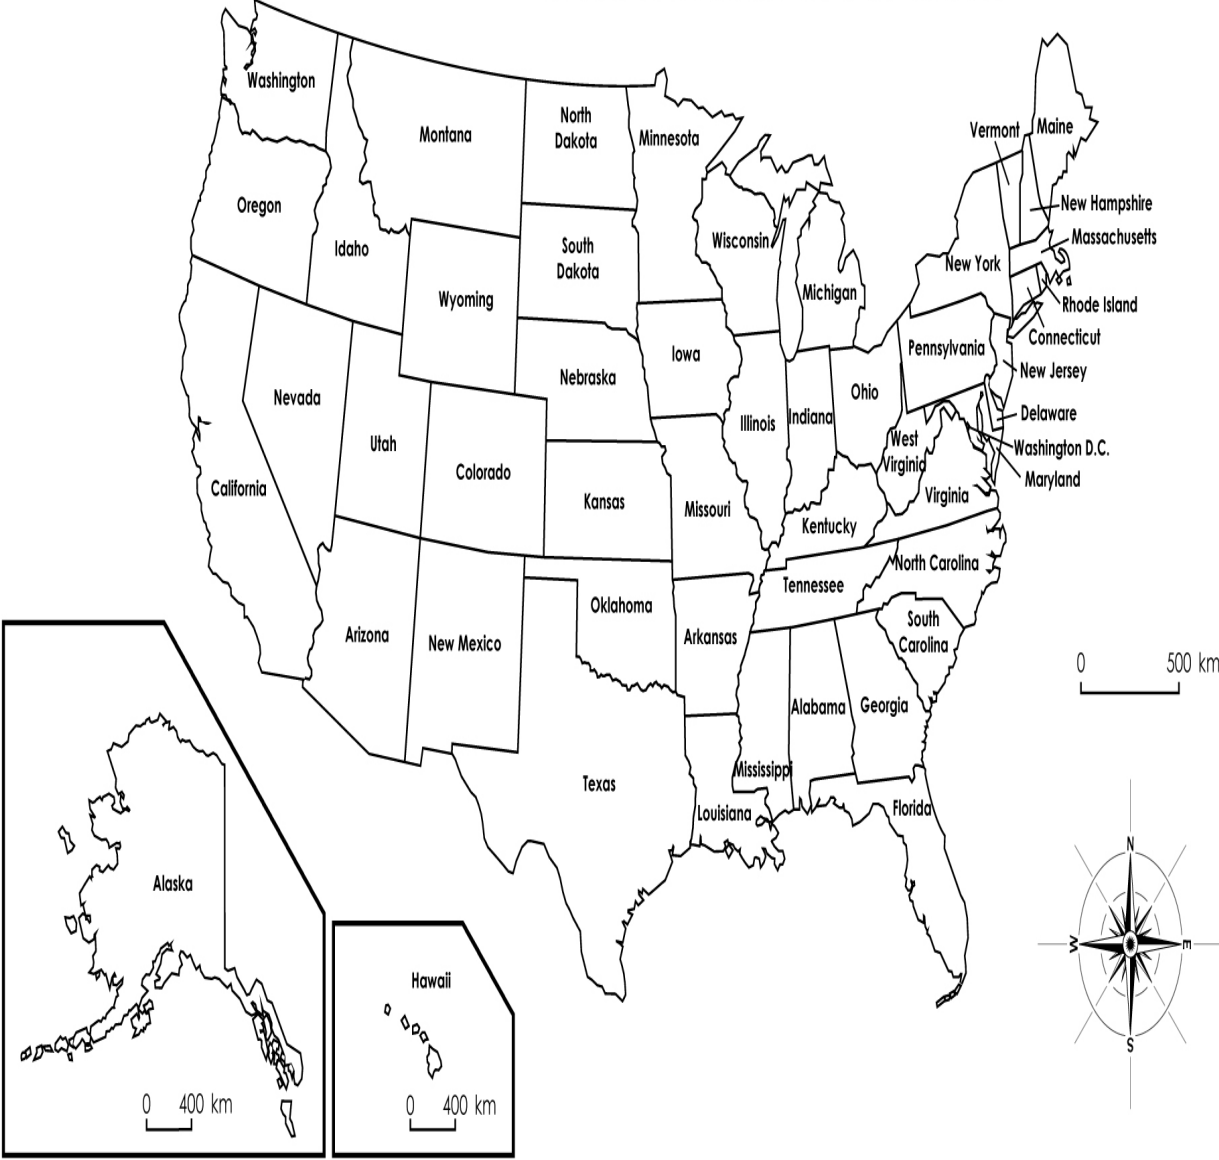 Washington
Montana
North
Dakota
Minnesota
Vermont
Maine
Oregon
Idaho
South
Dakota
Wisconsin
New Hampshire
Massachusetts
New York
Wyoming
Michigan
Rhode Island
Connecticut
Iowa
Pennsylvania
New Jersey
Nebraska
Nevada
Ohio
Illinois
Indiana
Delaware
Utah
Colorado
West
Virginia
Washington D.C.
Maryland
California
Kansas
Missouri
Virginia
Kentucky
North Carolina
Tennessee
Oklahoma
Arizona
New Mexico
Arkansas
South
Carolina
0 500 km
Alabama
Georgia
Mississippi
Texas
Louisiana
Florida
N
W
E
S
Alaska
0 400 km
Hawaii
0 400 km